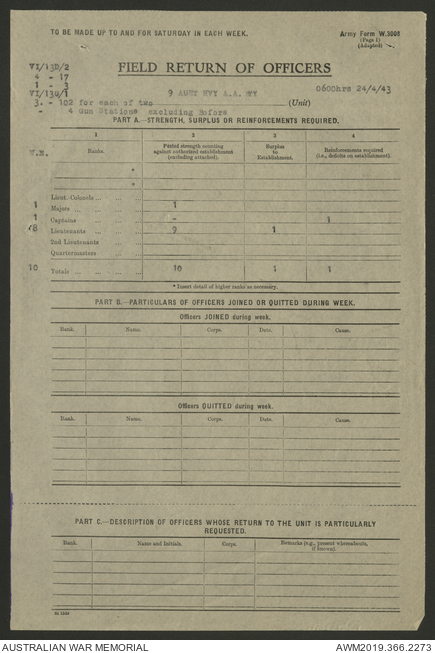 TO BE MADE UP TO AND FOR SATURDAY IN EACH WEEK.
Army Form W.3008
(Page 1)
(Adapted)
VI/13D/2
4 - 17
1 - 3
VI/13U/1
3. - 102 for each of two
- 4 Gun Stations excluding Bofors
FIELD RETURN OF OFFICERS
9 AUST HVY A.A. BTY
(Unit)
0600hrs 24/4/43
PART A.—STRENGTH, SURPLUS OR REINFORCEMENTS REQUIRED.
1 2 3 4
W.E. Ranks. Posted strength counting against authorized establishment (excluding attached). Surplus to Establishment. Reinforcements required (i.e., deficits on establishment).
*
*
Lieut. Colonels ... ... ...
1 Majors ... ... ... 1
1 Captains ... ... - 1
8 Lieutenants ... ... 9 1
2nd Lieutenants ... ...
Quartermasters ... ...
10 Totals ... ... ... ... 10 1 1
* Insert detail of higher ranks as necessary.
PART B.—PARTICULARS OF OFFICERS JOINED OR QUITTED DURING WEEK.
Officers JOINED during week.
Rank. Name. Corps. Date. Cause.
Officers QUITTED during week.
Rank. Name. Corps. Date. Cause.
PART C.—DESCRIPTION OF OFFICERS WHOSE RETURN TO THE UNIT IS PARTICULARLY
REQUESTED.
Rank. Name and Initials. Corps. Remarks (e.g., present whereabouts, if known).
AUSTRALIAN WAR MEMORIAL
AWM2019.366.2273